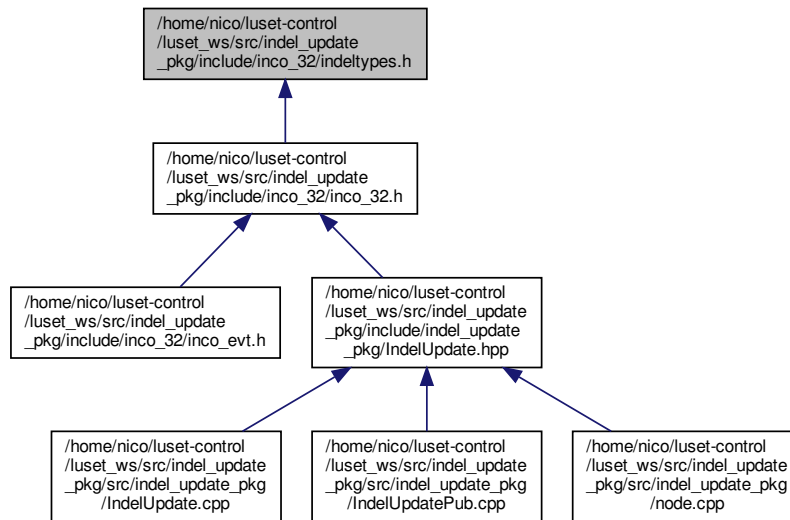 /home/nico/luset-control
/luset_ws/src/indel_update
_pkg/include/inco_32/indeltypes.h
/home/nico/luset-control
/luset_ws/src/indel_update
_pkg/include/inco_32/inco_32.h
/home/nico/luset-control
/luset_ws/src/indel_update
_pkg/include/inco_32/inco_evt.h
/home/nico/luset-control
/luset_ws/src/indel_update
_pkg/include/indel_update
_pkg/IndelUpdate.hpp
/home/nico/luset-control
/luset_ws/src/indel_update
_pkg/src/indel_update_pkg
/IndelUpdate.cpp
/home/nico/luset-control
/luset_ws/src/indel_update
_pkg/src/indel_update_pkg
/IndelUpdatePub.cpp
/home/nico/luset-control
/luset_ws/src/indel_update
_pkg/src/indel_update_pkg
/node.cpp